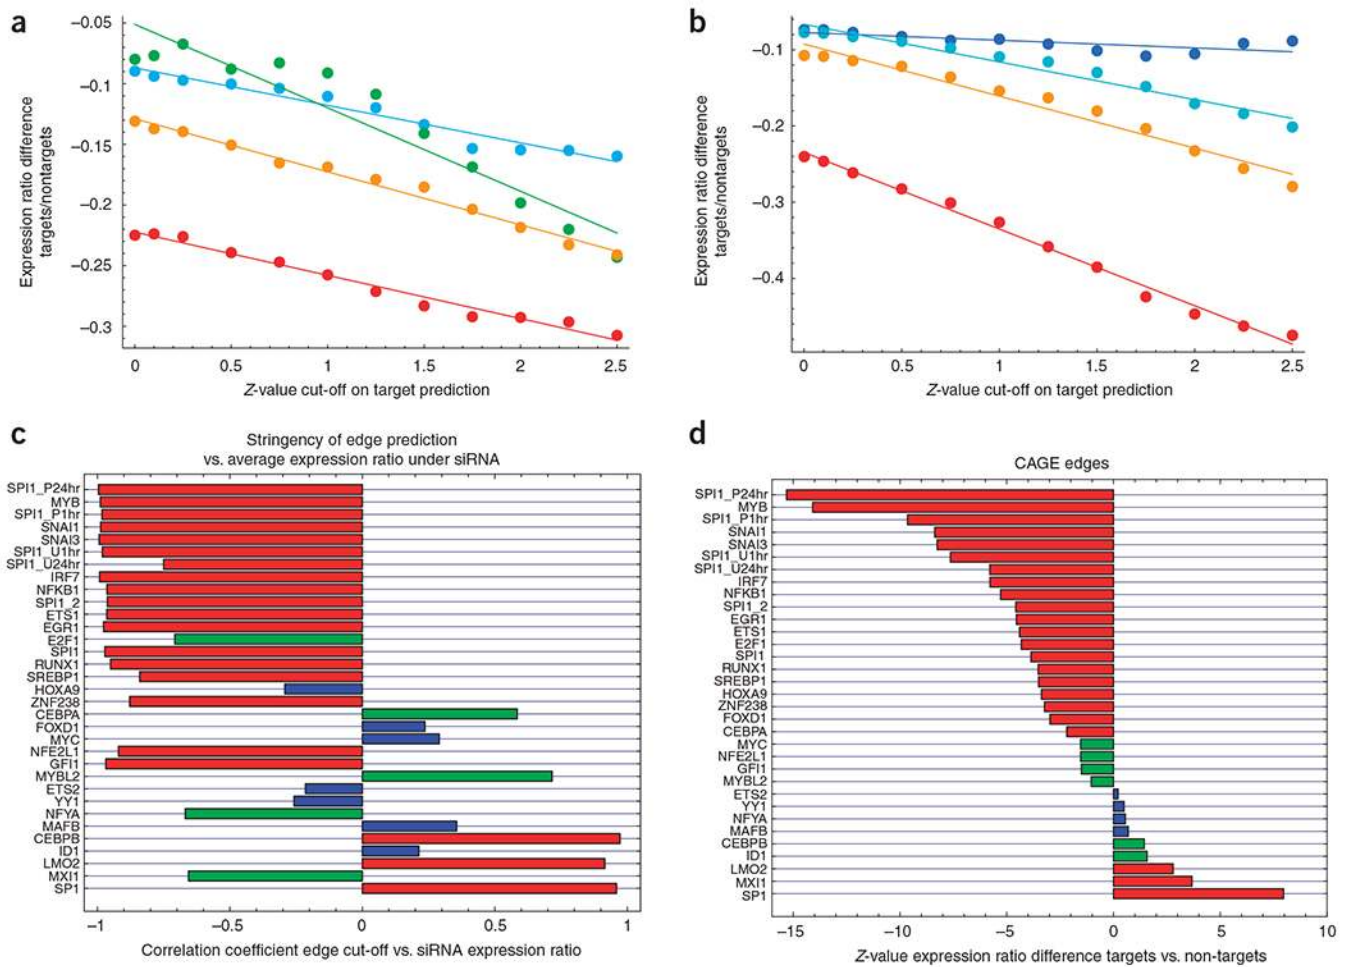 a
−0.05
−0.1
−0.15
−0.2
−0.25
−0.3
Expression ratio difference
targets/nontargets
0 0.5 1 1.5 2 2.5
Z-value cut-off on target prediction
b
−0.1
−0.2
−0.3
−0.4
Expression ratio difference
targets/nontargets
0 0.5 1 1.5 2 2.5
Z-value cut-off on target prediction
c
Stringency of edge prediction
vs. average expression ratio under siRNA
SPI1_P24hr
MYB
SPI1_P1hr
SNAI1
SNAI3
SPI1_U1hr
SPI1_U24hr
IRF7
NFKB1
SPI1_2
ETS1
EGR1
E2F1
SPI1
RUNX1
SREBP1
HOXA9
ZNF238
CEBPA
FOXD1
MYC
NFE2L1
GFI1
MYBL2
ETS2
YY1
NFYA
MAFB
CEBPB
ID1
LMO2
MXI1
SP1
−1 −0.5 0 0.5 1
Correlation coefficient edge cut-off vs. siRNA expression ratio
d
CAGE edges
SPI1_P24hr
MYB
SPI1_P1hr
SNAI1
SNAI3
SPI1_U1hr
SPI1_U24hr
IRF7
NFKB1
SPI1_2
EGR1
ETS1
E2F1
SPI1
RUNX1
SREBP1
HOXA9
ZNF238
FOXD1
CEBPA
MYC
NFE2L1
GFI1
MYBL2
ETS2
YY1
NFYA
MAFB
CEBPB
ID1
LMO2
MXI1
SP1
−15 −10 −5 0 5 10
Z-value expression ratio difference targets vs. non-targets